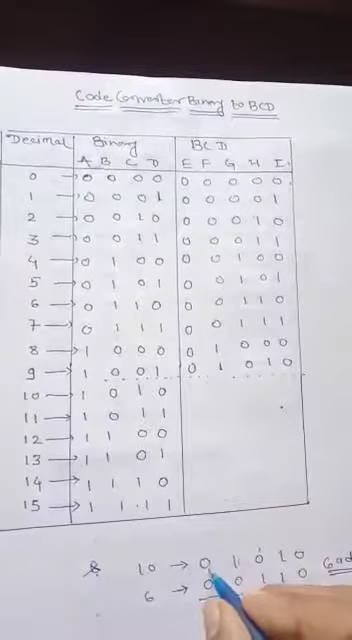 Code Converter Binary to BCD
Decimal Binary BCD
A B C D E F G H I
0 → 0 0 0 0 0 0 0 0 0
1 → 0 0 0 1 0 0 0 0 1
2 → 0 0 1 0 0 0 0 1 0
3 → 0 0 1 1 0 0 0 1 1
4 → 0 1 0 0 0 0 1 0 0
5 → 0 1 0 1 0 0 1 0 1
6 → 0 1 1 0 0 0 1 1 0
7 → 0 1 1 1 0 0 1 1 1
8 → 1 0 0 0 0 1 0 0 0
9 → 1 0 0 1 0 1 0 1 0
10 → 1 0 1 0
11 → 1 0 1 1
12 → 1 1 0 0
13 → 1 1 0 1
14 → 1 1 1 0
15 → 1 1 1 1
10 → 0 1 0 1 0
6 → 0 0 1 1 0